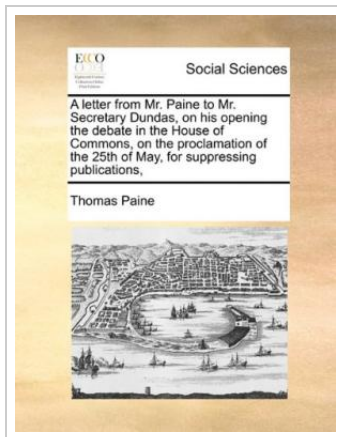 ECCO
Social Sciences
A letter from Mr. Paine to Mr.
Secretary Dundas, on his opening
the debate in the House of
Commons, on the proclamation of
the 25th of May, for suppressing
publications,
Thomas Paine